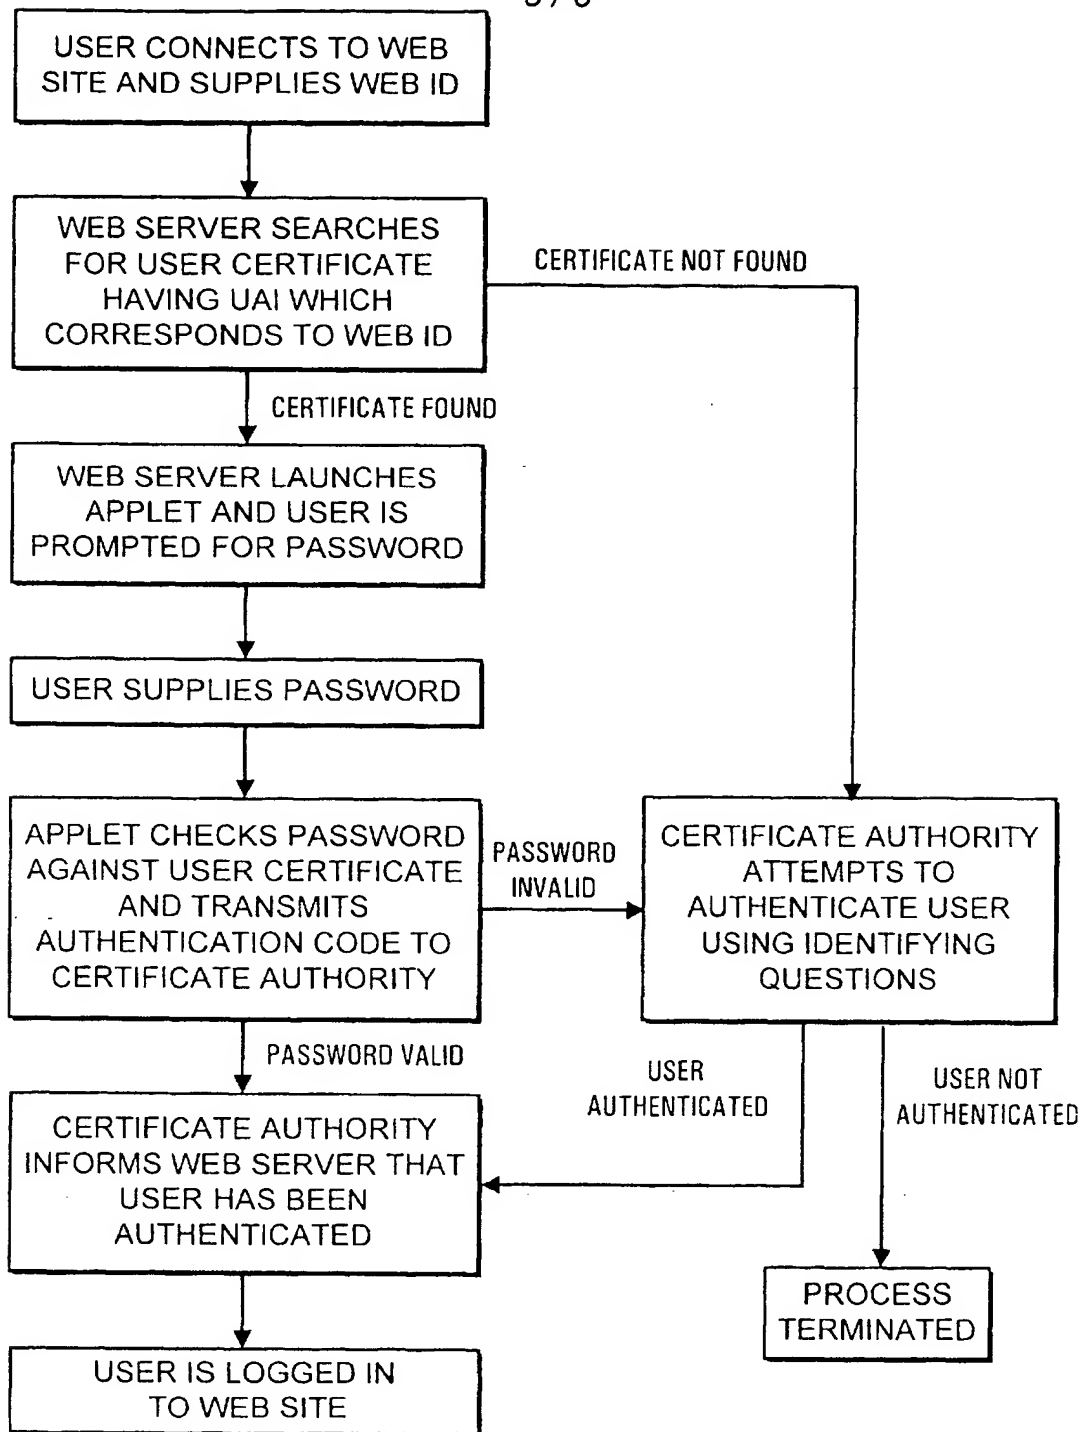 USER CONNECTS TO WEB
SITE AND SUPPLIES WEB ID
WEB SERVER SEARCHES
FOR USER CERTIFICATE
HAVING UAI WHICH
CORRESPONDS TO WEB ID
CERTIFICATE NOT FOUND
CERTIFICATE FOUND
WEB SERVER LAUNCHES
APPLET AND USER IS
PROMPTED FOR PASSWORD
USER SUPPLIES PASSWORD
APPLET CHECKS PASSWORD
AGAINST USER CERTIFICATE
AND TRANSMITS
AUTHENTICATION CODE TO
CERTIFICATE AUTHORITY
PASSWORD
INVALID
CERTIFICATE AUTHORITY
ATTEMPTS TO
AUTHENTICATE USER
USING IDENTIFYING
QUESTIONS
PASSWORD VALID
USER
AUTHENTICATED
USER NOT
AUTHENTICATED
CERTIFICATE AUTHORITY
INFORMS WEB SERVER THAT
USER HAS BEEN
AUTHENTICATED
PROCESS
TERMINATED
USER IS LOGGED IN
TO WEB SITE